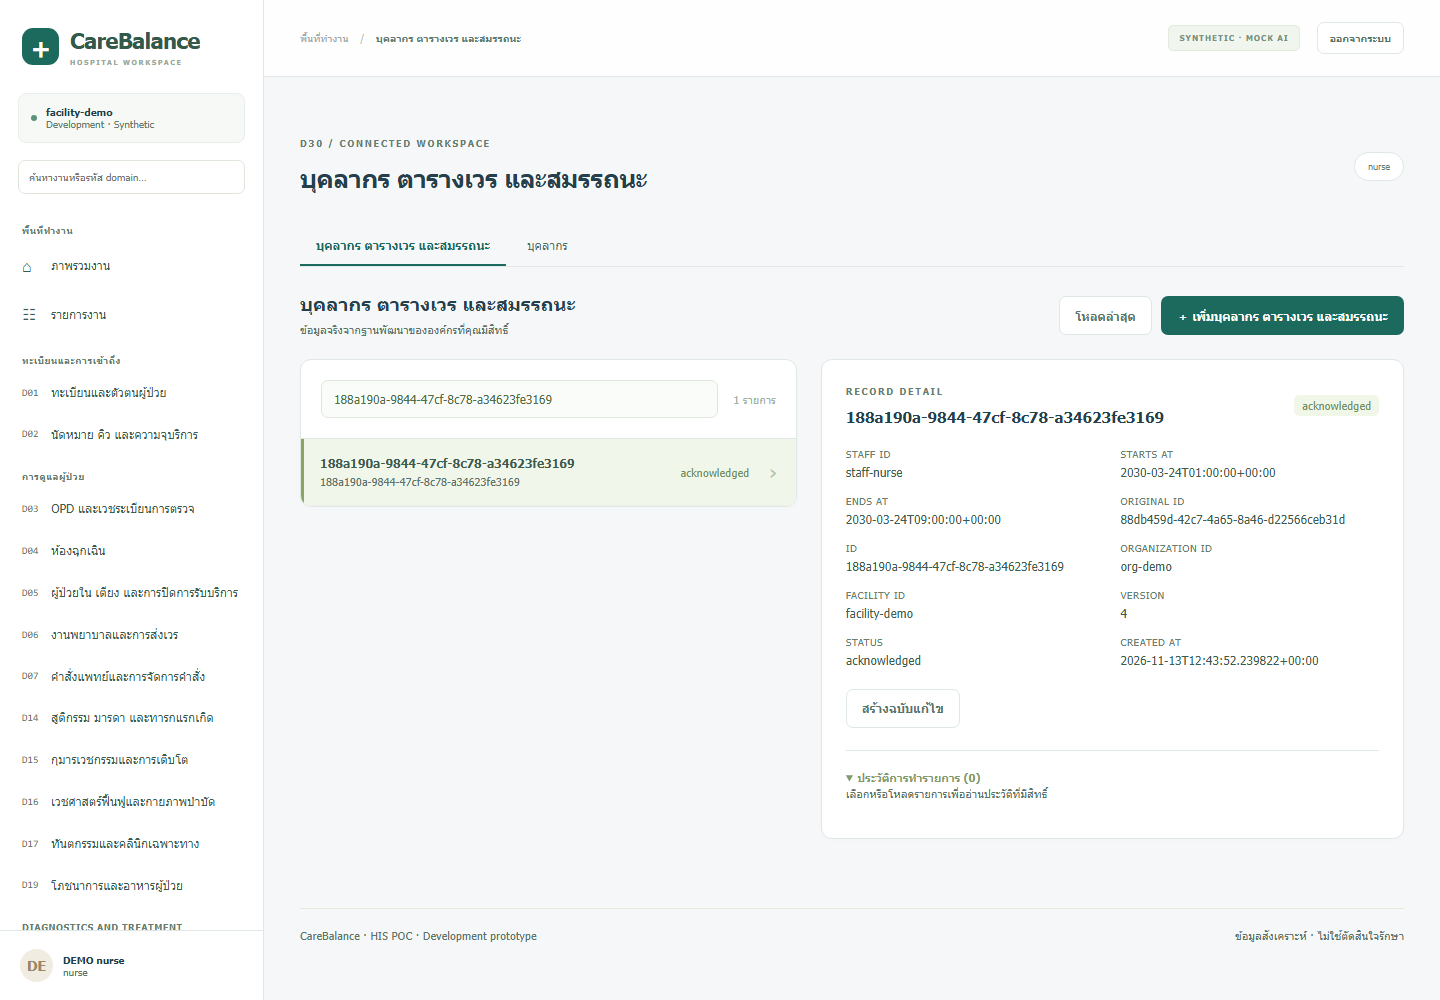 CareBalance
HOSPITAL WORKSPACE
facility-demo
Development · Synthetic
ค้นหางานหรือรหัส domain...
พื้นที่ทำงาน
ภาพรวมงาน
รายการงาน
ทะเบียนและการเข้าถึง
D01 ทะเบียนและตัวตนผู้ป่วย
D02 นัดหมาย คิว และความจุบริการ
การดูแลผู้ป่วย
D03 OPD และเวชระเบียนการตรวจ
D04 ห้องฉุกเฉิน
D05 ผู้ป่วยใน เตียง และการปิดการรับบริการ
D06 งานพยาบาลและการส่งเวร
D07 คำสั่งแพทย์และการจัดการคำสั่ง
D14 สูติกรรม มารดา และทารกแรกเกิด
D15 กุมารเวชกรรมและการเติบโต
D16 เวชศาสตร์ฟื้นฟูและกายภาพบำบัด
D17 ทันตกรรมและคลินิกเฉพาะทาง
D19 โภชนาการและอาหารผู้ป่วย
DIAGNOSTICS AND TREATMENT
DE
DEMO nurse
nurse
พื้นที่ทำงาน / บุคลากร ตารางเวร และสมรรถนะ
SYNTHETIC · MOCK AI
ออกจากระบบ
D30 / CONNECTED WORKSPACE
บุคลากร ตารางเวร และสมรรถนะ
nurse
บุคลากร ตารางเวร และสมรรถนะ
บุคลากร
บุคลากร ตารางเวร และสมรรถนะ
ข้อมูลจริงจากฐานพัฒนาขององค์กรที่คุณมีสิทธิ์
โหลดล่าสุด
+ เพิ่มบุคลากร ตารางเวร และสมรรถนะ
188a190a-9844-47cf-8c78-a34623fe3169
1 รายการ
188a190a-9844-47cf-8c78-a34623fe3169
188a190a-9844-47cf-8c78-a34623fe3169
acknowledged
RECORD DETAIL
188a190a-9844-47cf-8c78-a34623fe3169
acknowledged
STAFF ID
staff-nurse
STARTS AT
2030-03-24T01:00:00+00:00
ENDS AT
2030-03-24T09:00:00+00:00
ORIGINAL ID
88db459d-42c7-4a65-8a46-d22566ceb31d
ID
188a190a-9844-47cf-8c78-a34623fe3169
ORGANIZATION ID
org-demo
FACILITY ID
facility-demo
VERSION
4
STATUS
acknowledged
CREATED AT
2026-11-13T12:43:52.239822+00:00
สร้างฉบับแก้ไข
▼ ประวัติการทำรายการ (0)
เลือกหรือโหลดรายการเพื่ออ่านประวัติที่มีสิทธิ์
CareBalance · HIS POC · Development prototype
ข้อมูลสังเคราะห์ · ไม่ใช้ตัดสินใจรักษา